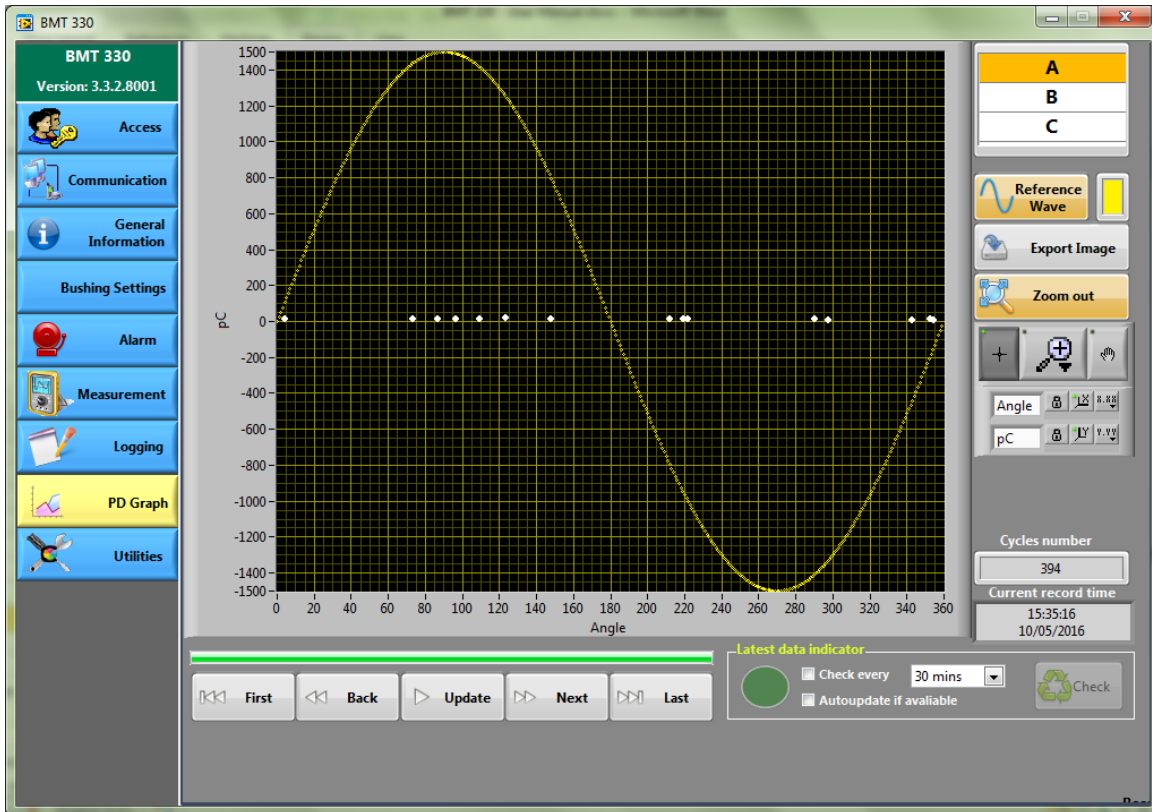 BMT 330
BMT 330
Version: 3.3.2.8001
Access
Communication
General
Information
Bushing Settings
Alarm
Measurement
Logging
PD Graph
Utilities
1500
1400
1200
1000
800
600
400
200
0
-200
-400
-600
-800
-1000
-1200
-1400
-1500
pC
0 20 40 60 80 100 120 140 160 180 200 220 240 260 280 300 320 340 360
Angle
A
B
C
Reference
Wave
Export Image
Zoom out
Angle
pC
Cycles number
394
Current record time
15:35:16
10/05/2016
First
Back
Update
Next
Last
Latest data indicator
Check every
30 mins
Autoupdate if avaliable
Check